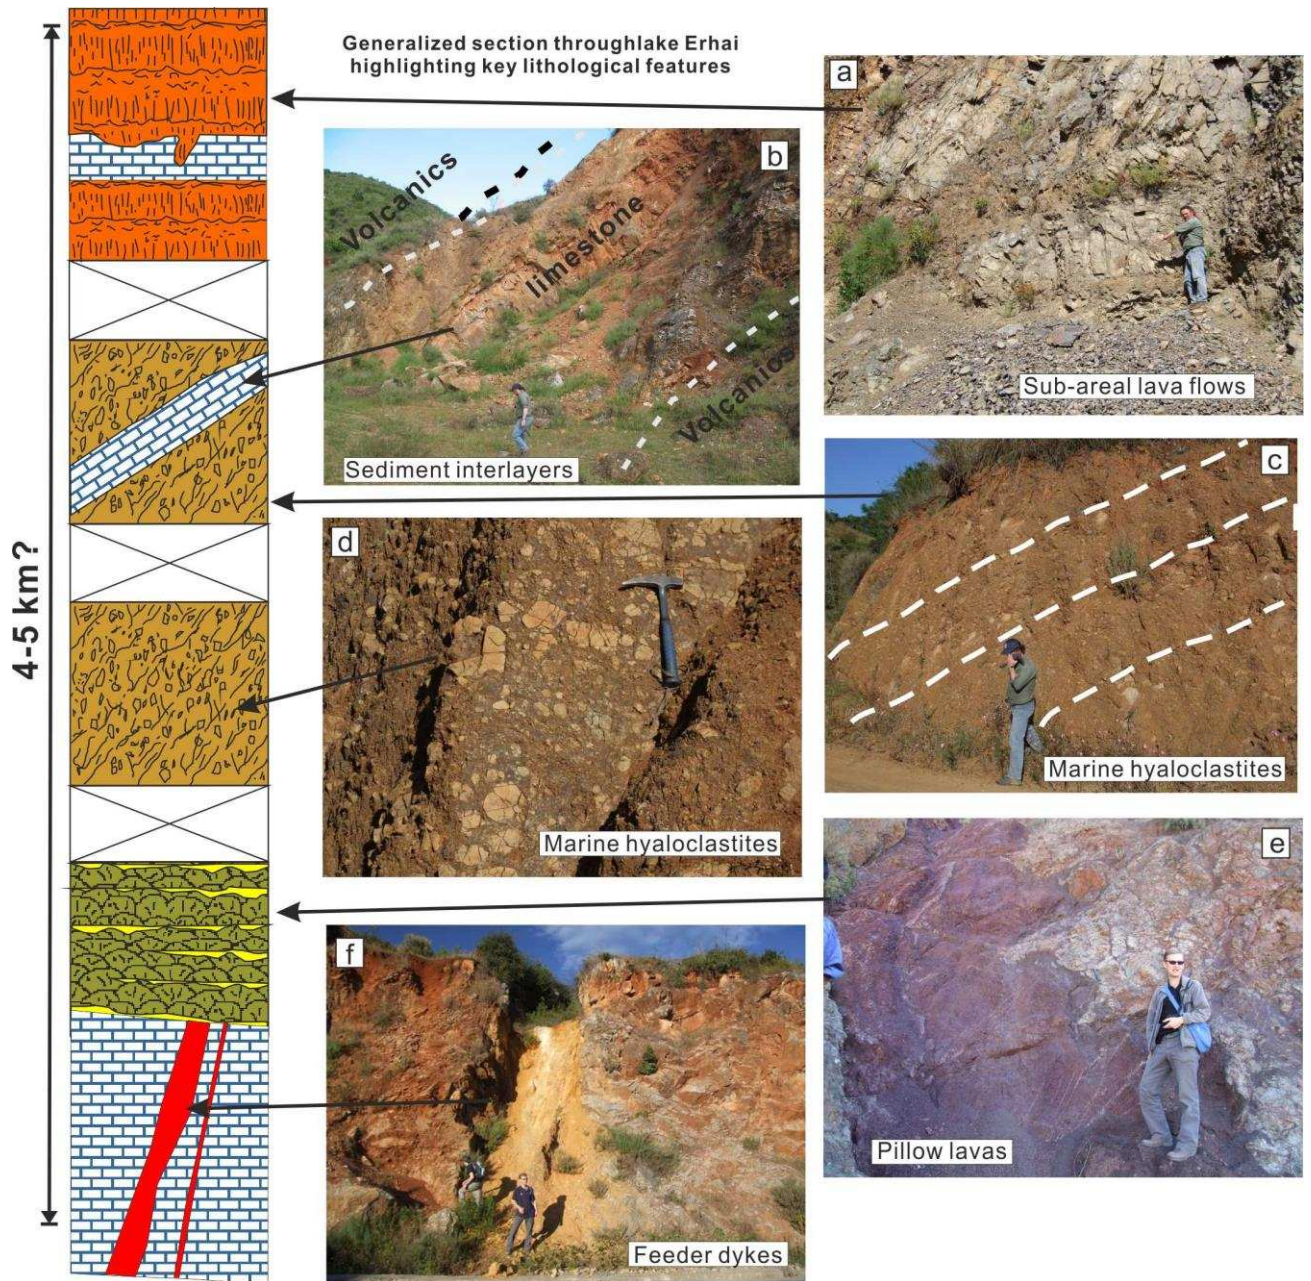 Generalized section throughlake Erhai
highlighting key lithological features
a
Sub-areal lava flows
b
Volcanics
limestone
Volcanics
Sediment interlayers
c
Marine hyaloclastites
d
Marine hyaloclastites
4-5 km?
e
Pillow lavas
f
Feeder dykes